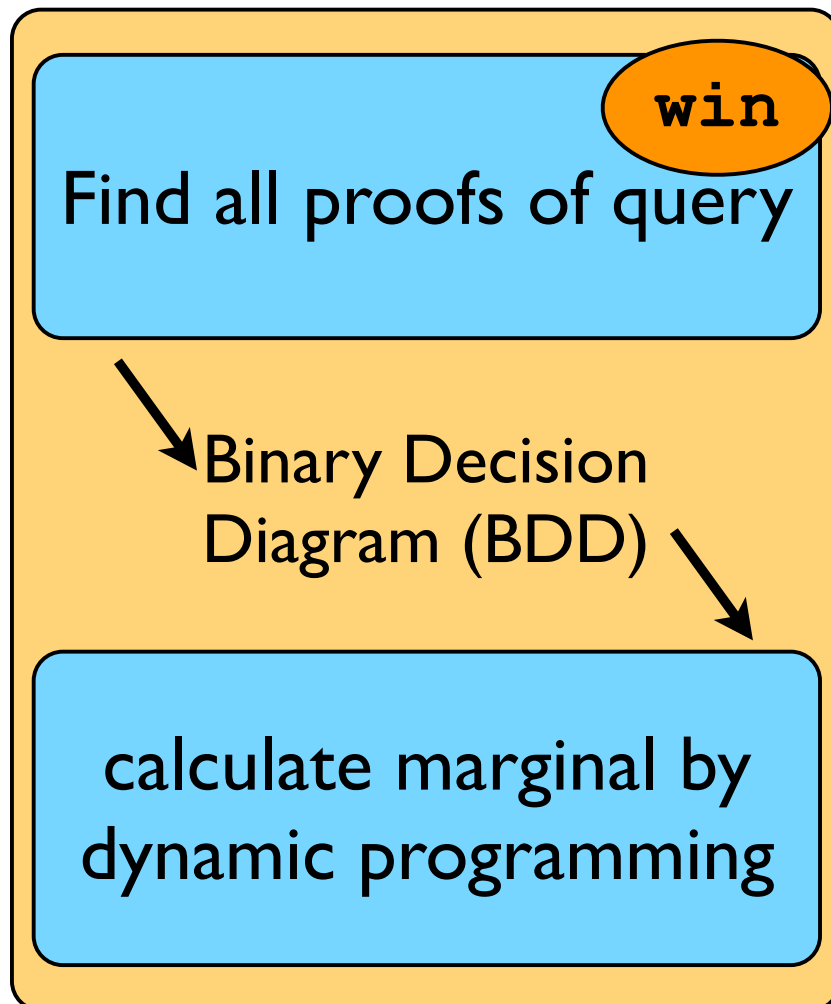 win
Find all proofs of query
Binary Decision
Diagram (BDD)
calculate marginal by
dynamic programming